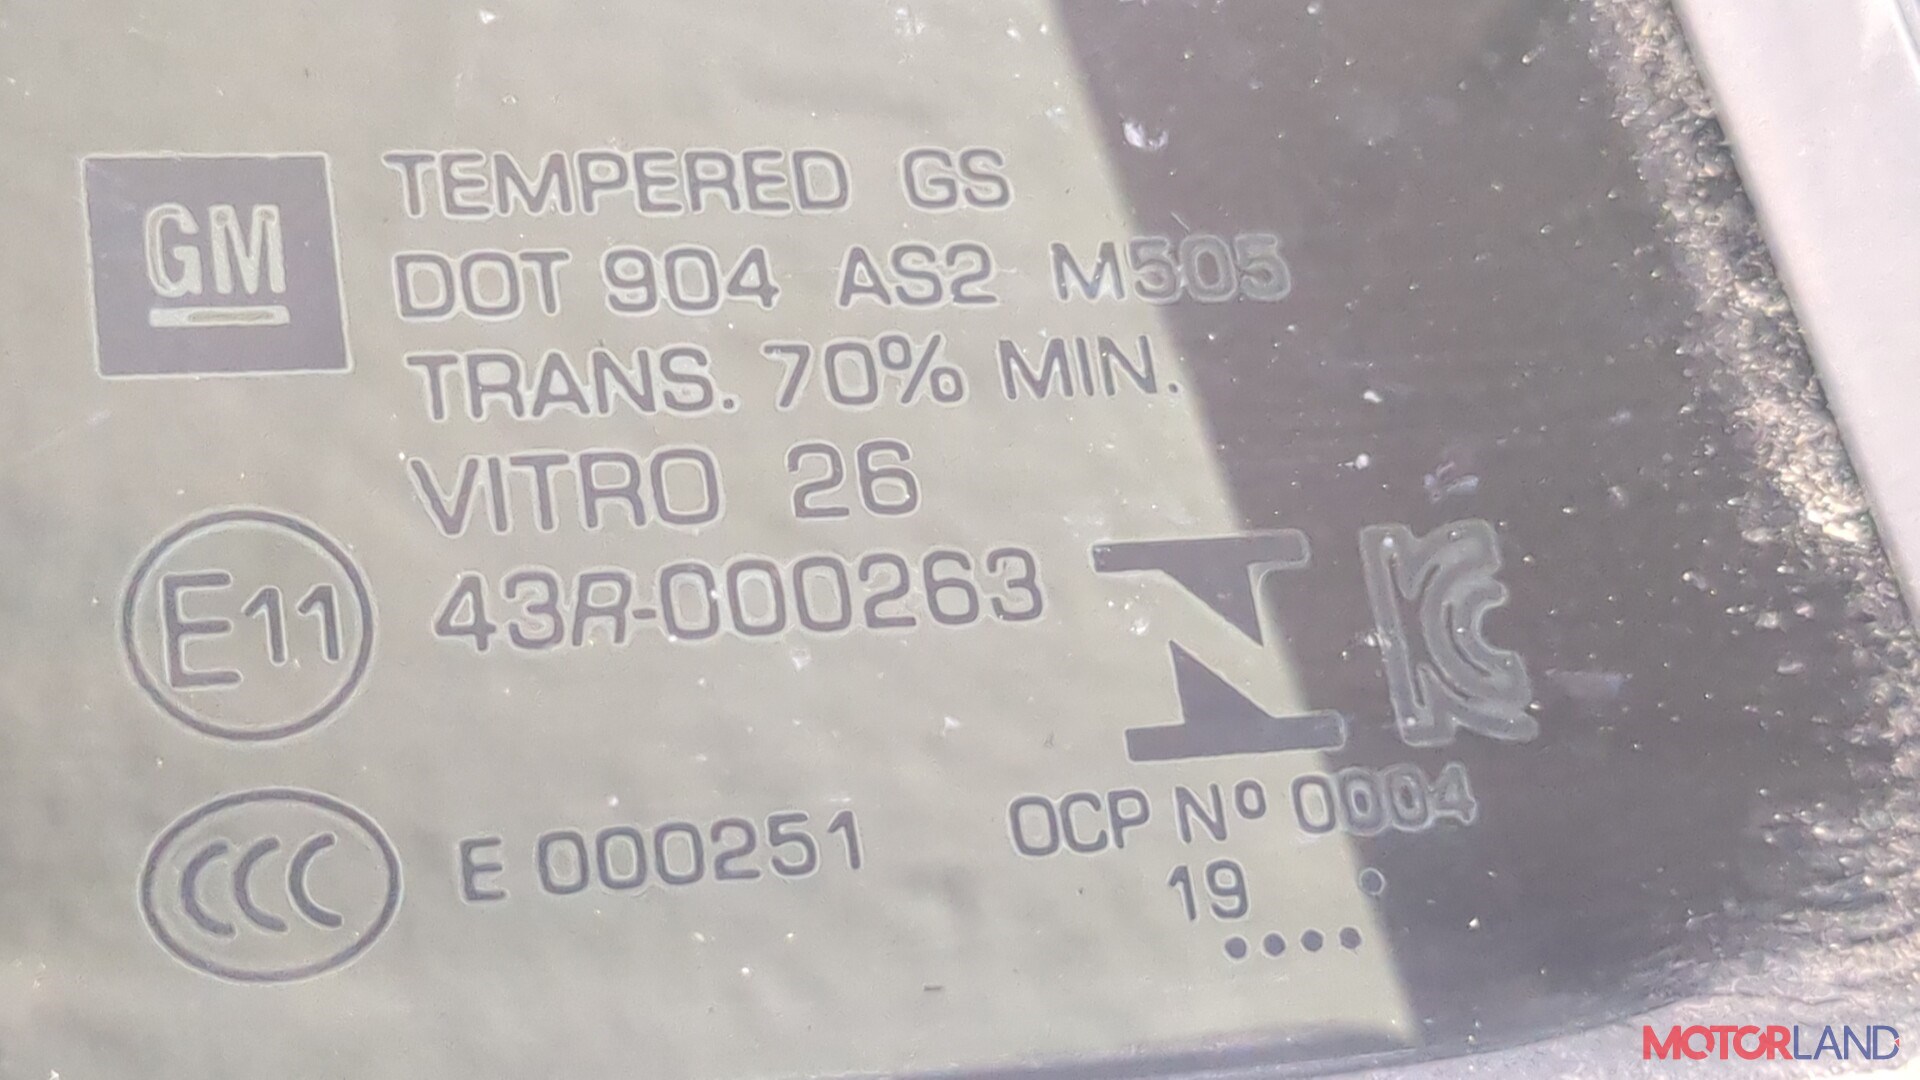 GM
TEMPERED GS
DOT 904 AS2 M505
TRANS. 70% MIN.
VITRO 26
E11 43R-000263
N
CCC E 000251
OCP Nº 0004
19
MOTORLAND